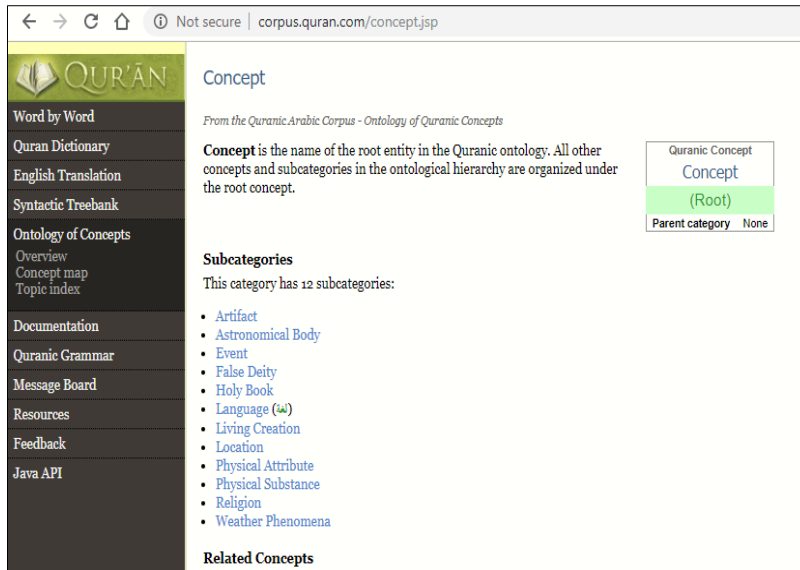 Not secure | corpus.quran.com/concept.jsp
QUR'ĀN
Word by Word
Quran Dictionary
English Translation
Syntactic Treebank
Ontology of Concepts
Overview
Concept map
Topic index
Documentation
Quranic Grammar
Message Board
Resources
Feedback
Java API
Concept
From the Quranic Arabic Corpus - Ontology of Quranic Concepts
Concept is the name of the root entity in the Quranic ontology. All other
concepts and subcategories in the ontological hierarchy are organized under
the root concept.
Quranic Concept
Concept
(Root)
Parent category None
Subcategories
This category has 12 subcategories:
• Artifact
• Astronomical Body
• Event
• False Deity
• Holy Book
• Language (لغة)
• Living Creation
• Location
• Physical Attribute
• Physical Substance
• Religion
• Weather Phenomena
Related Concepts